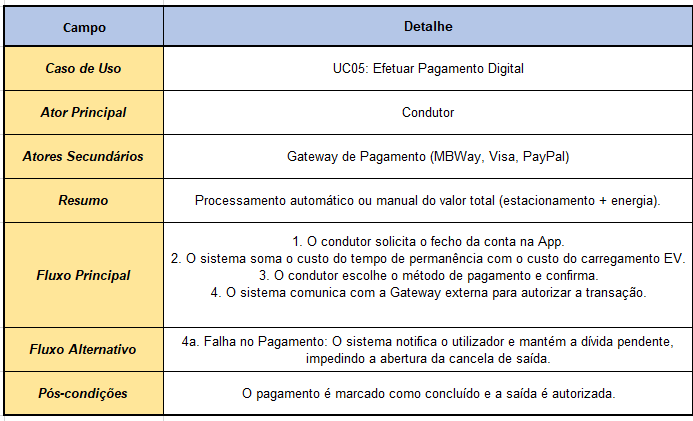 Campo Detalhe
Caso de Uso UC05: Efetuar Pagamento Digital
Ator Principal Condutor
Atores Secundários Gateway de Pagamento (MBWay, Visa, PayPal)
Resumo Processamento automático ou manual do valor total (estacionamento + energia).
Fluxo Principal
1. O condutor solicita o fecho da conta na App.
2. O sistema soma o custo do tempo de permanência com o custo do carregamento EV.
3. O condutor escolhe o método de pagamento e confirma.
4. O sistema comunica com a Gateway externa para autorizar a transação.
Fluxo Alternativo
4a. Falha no Pagamento: O sistema notifica o utilizador e mantém a dívida pendente,
impedindo a abertura da cancela de saída.
Pós-condições O pagamento é marcado como concluído e a saída é autorizada.